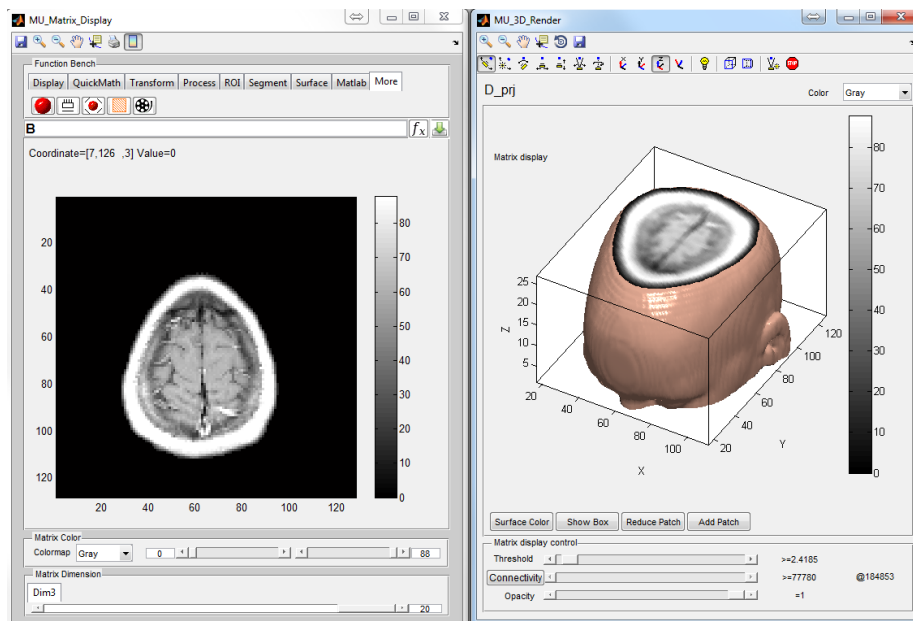 MU_Matrix_Display
Function Bench
Display QuickMath Transform Process ROI Segment Surface Matlab More
B
fx
Coordinate=[7,126 ,3] Value=0
20
40
60
80
100
120
20 40 60 80 100 120
80
70
60
50
40
30
20
10
0
Matrix Color
Colormap Gray 0 88
Matrix Dimension
Dim3
20
MU_3D_Render
STOP
D_prj
Color Gray
Matrix display
80
70
60
50
40
30
20
10
0
Z
25
20
15
10
5
20 40 60 80 100
X
20 40 60 80 100 120
Y
Surface Color Show Box Reduce Patch Add Patch
Matrix display control
Threshold >=2.4185
Connectivity >=77780 @184853
Opacity =1